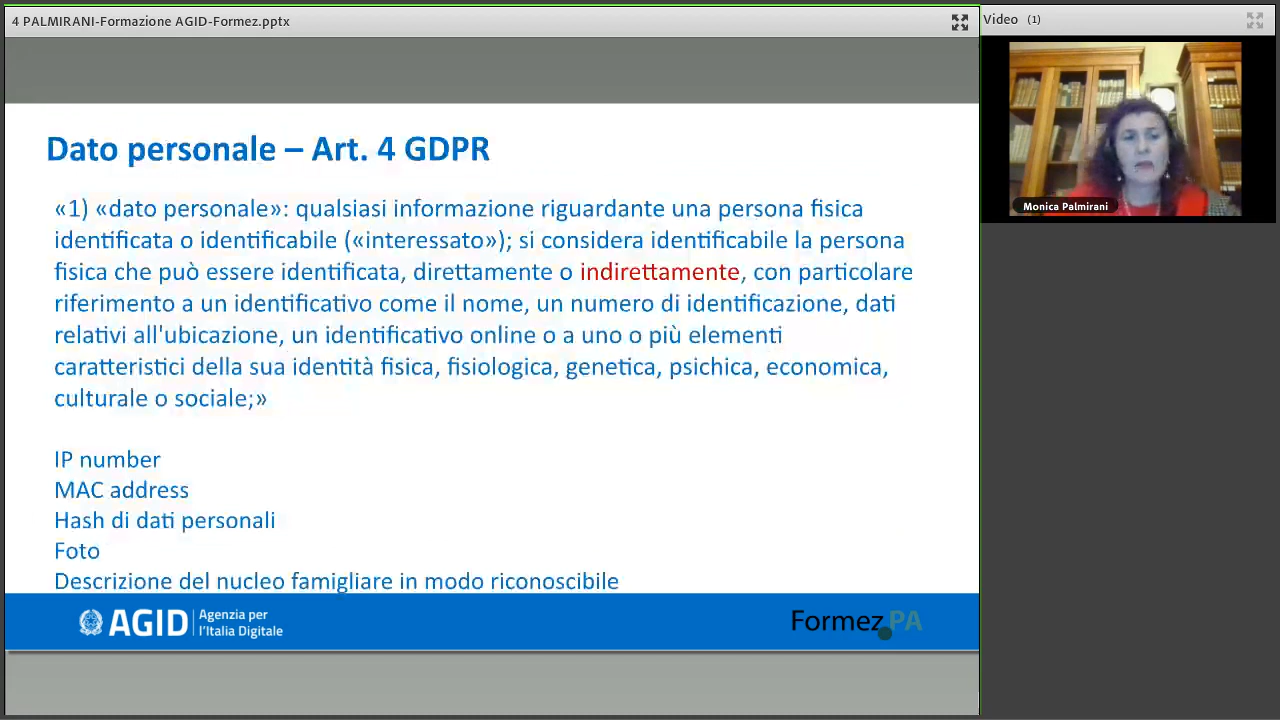 4 PALMIRANI-Formazione AGID-Formez.pptx
Video (1)
Monica Palmirani
Dato personale – Art. 4 GDPR
«1) «dato personale»: qualsiasi informazione riguardante una persona fisica
identificata o identificabile («interessato»); si considera identificabile la persona
fisica che può essere identificata, direttamente o indirettamente, con particolare
riferimento a un identificativo come il nome, un numero di identificazione, dati
relativi all'ubicazione, un identificativo online o a uno o più elementi
caratteristici della sua identità fisica, fisiologica, genetica, psichica, economica,
culturale o sociale;»
IP number
MAC address
Hash di dati personali
Foto
Descrizione del nucleo famigliare in modo riconoscibile
AGID
Agenzia per
l'Italia Digitale
Formez PA